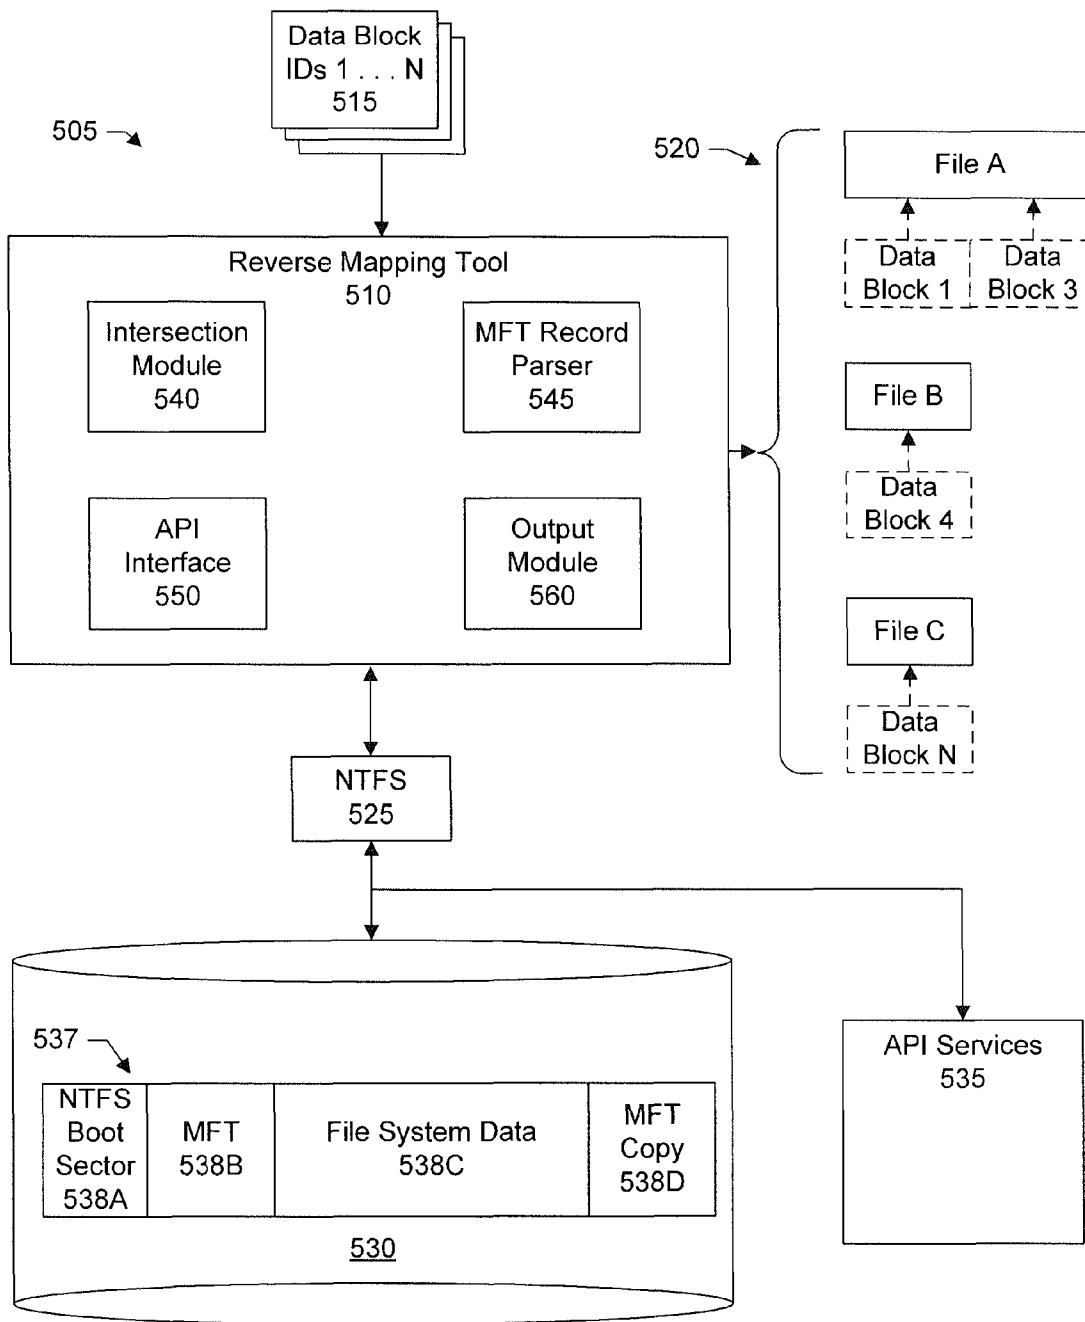 Data Block
IDs 1 . . . N
515
505
520
File A
Data
Block 1
Data
Block 3
Reverse Mapping Tool
510
Intersection
Module
540
MFT Record
Parser
545
File B
Data
Block 4
API
Interface
550
Output
Module
560
File C
Data
Block N
NTFS
525
537
NTFS
Boot
Sector
538A
MFT
538B
File System Data
538C
MFT
Copy
538D
530
API Services
535